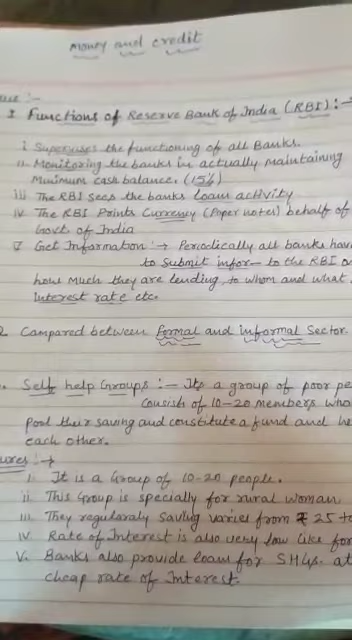 Money and credit
1 Functions of Reserve Bank of India (RBI) :→
i Supervises the functioning of all Banks.
ii Monitoring the banks in actually maintaining
Minimum cash balance. (15%)
iii The RBI Sees the banks loan activity
iv The RBI Prints Currency (Paper notes) behalf of
Govt. of India
V Get Information :→ Periodically all banks have
to submit infor— to the RBI
how Much they are lending, to whom and what
Interest rate etc.
2 Compared between formal and informal Sector.
Self help Groups :— Its a group of poor pe
Consists of 10-20 members who
Pool their saving and constitute a fund and
each other.
ures :→
i. It is a Group of 10-20 people.
ii This Group is specially for rural woman
iii They regularaly Saving varies from ₹ 25 to
iv. Rate of Interest is also very low like for
V. Banks also provide loan for SHGs. at
cheap rate of Interest.